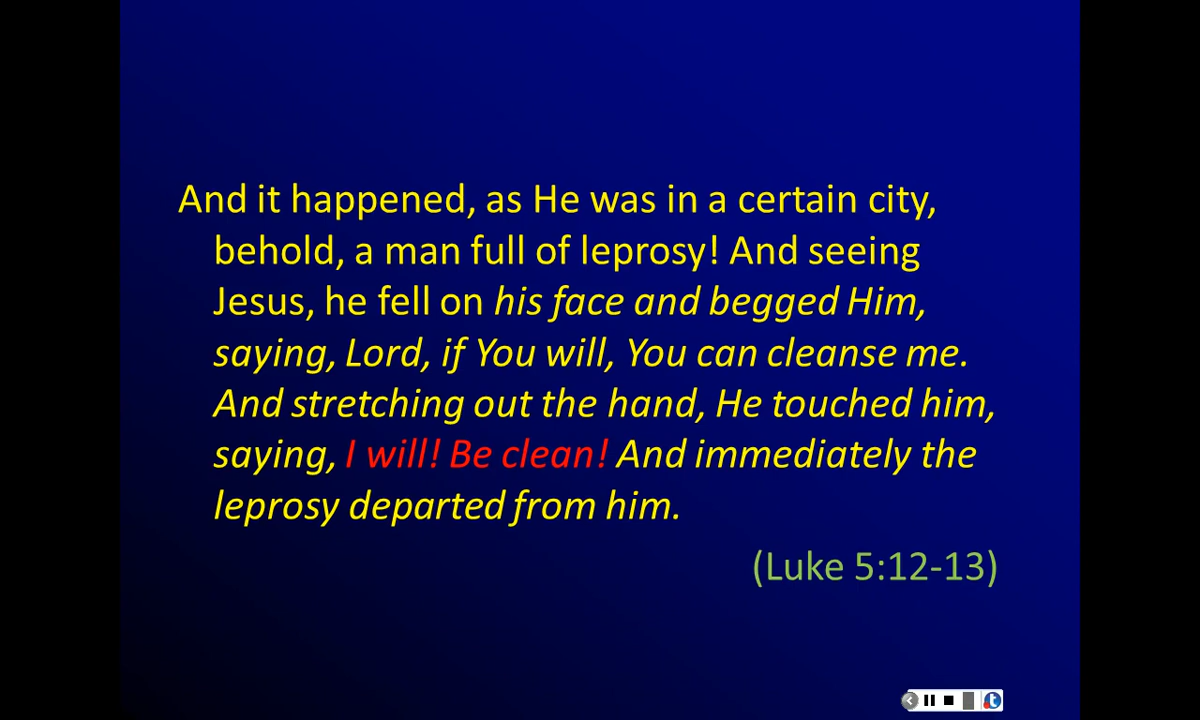 And it happened, as He was in a certain city,
behold, a man full of leprosy! And seeing
Jesus, he fell on his face and begged Him,
saying, Lord, if You will, You can cleanse me.
And stretching out the hand, He touched him,
saying, I will! Be clean! And immediately the
leprosy departed from him.
(Luke 5:12-13)